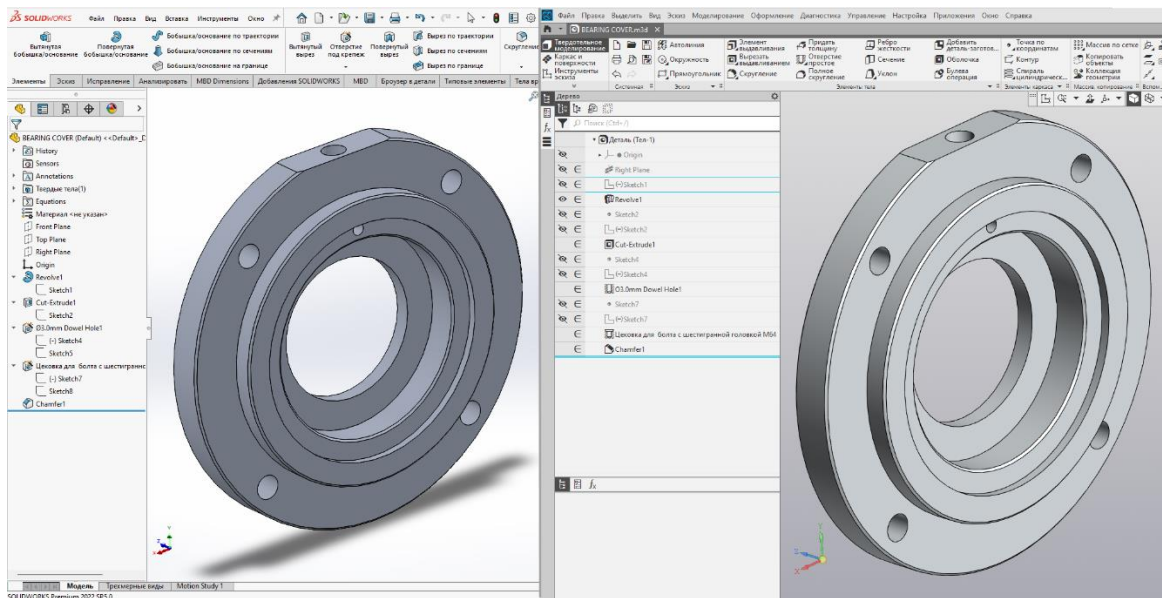 SOLIDWORKS Файл Правка Вид Вставка Инструменты Окно
Вытянутая бобышка/основание
Повернутая бобышка/основание
Бобышка/основание по траектории
Бобышка/основание по сечениям
Бобышка/основание на границе
Вытянутый вырез
Отверстие под крепеж
Повернутый вырез
Вырез по траектории
Вырез по сечениям
Вырез по границе
Скругление
Элементы Эскиз Исправление Анализировать MBD Dimensions Добавления SOLIDWORKS MBD Броузер в детали Типовые элементы Тела вр
BEARING COVER (Default) <<Default>_D
History
Sensors
Annotations
Твердые тела(1)
Equations
Материал <не указан>
Front Plane
Top Plane
Right Plane
Origin
Revolve1
Sketch1
Cut-Extrude1
Sketch2
Ø3.0mm Dowel Hole1
(-) Sketch4
Sketch5
Цековка для болта с шестигранно
(-) Sketch7
Sketch8
Chamfer1
Модель Трехмерные виды Motion Study 1
SOLIDWORKS Premium 2022 SP5.0
Файл Правка Выделить Вид Эскиз Моделирование Оформление Диагностика Управление Настройка Приложения Окно Справка
BEARING COVER.m3d
Твердотельное моделирование
Каркас и поверхности
Инструменты эскиза
Системная
Автолиния
Окружность
Прямоугольник
Эскиз
Элемент выдавливания
Вырезать выдавливанием
Скругление
Придать толщину
Отверстие простое
Полное скругление
Ребро жесткости
Сечение
Уклон
Добавить деталь-заготов...
Оболочка
Булева операция
Элементы тела
Точка по координатам
Контур
Спираль цилиндрическ...
Элементы каркаса
Массив по сетке
Копировать объекты
Коллекция геометрии
Массив, копирование
Вспом.
Дерево
Поиск (Ctrl+/)
Деталь (Тел-1)
Origin
Right Plane
(-)Sketch1
Revolve1
Sketch2
(-)Sketch2
Cut-Extrude1
Sketch4
(-)Sketch4
Ø3.0mm Dowel Hole1
Sketch7
(-)Sketch7
Цековка для болта с шестигранной головкой M64
Chamfer1